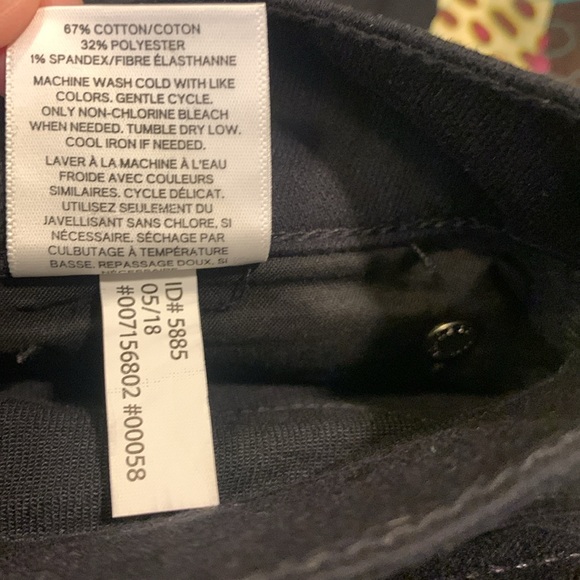 67% COTTON/COTON
32% POLYESTER
1% SPANDEX/FIBRE ÉLASTHANNE
MACHINE WASH COLD WITH LIKE
COLORS. GENTLE CYCLE.
ONLY NON-CHLORINE BLEACH
WHEN NEEDED. TUMBLE DRY LOW.
COOL IRON IF NEEDED.
LAVER À LA MACHINE À L'EAU
FROIDE AVEC COULEURS
SIMILAIRES. CYCLE DÉLICAT.
UTILISEZ SEULEMENT DU
JAVELLISANT SANS CHLORE, SI
NÉCESSAIRE. SÉCHAGE PAR
CULBUTAGE À TEMPÉRATURE
BASSE. REPASSAGE DOUX, SI
NÉCESSAIRE
ID# 5885
05/18
#007156802 #00058